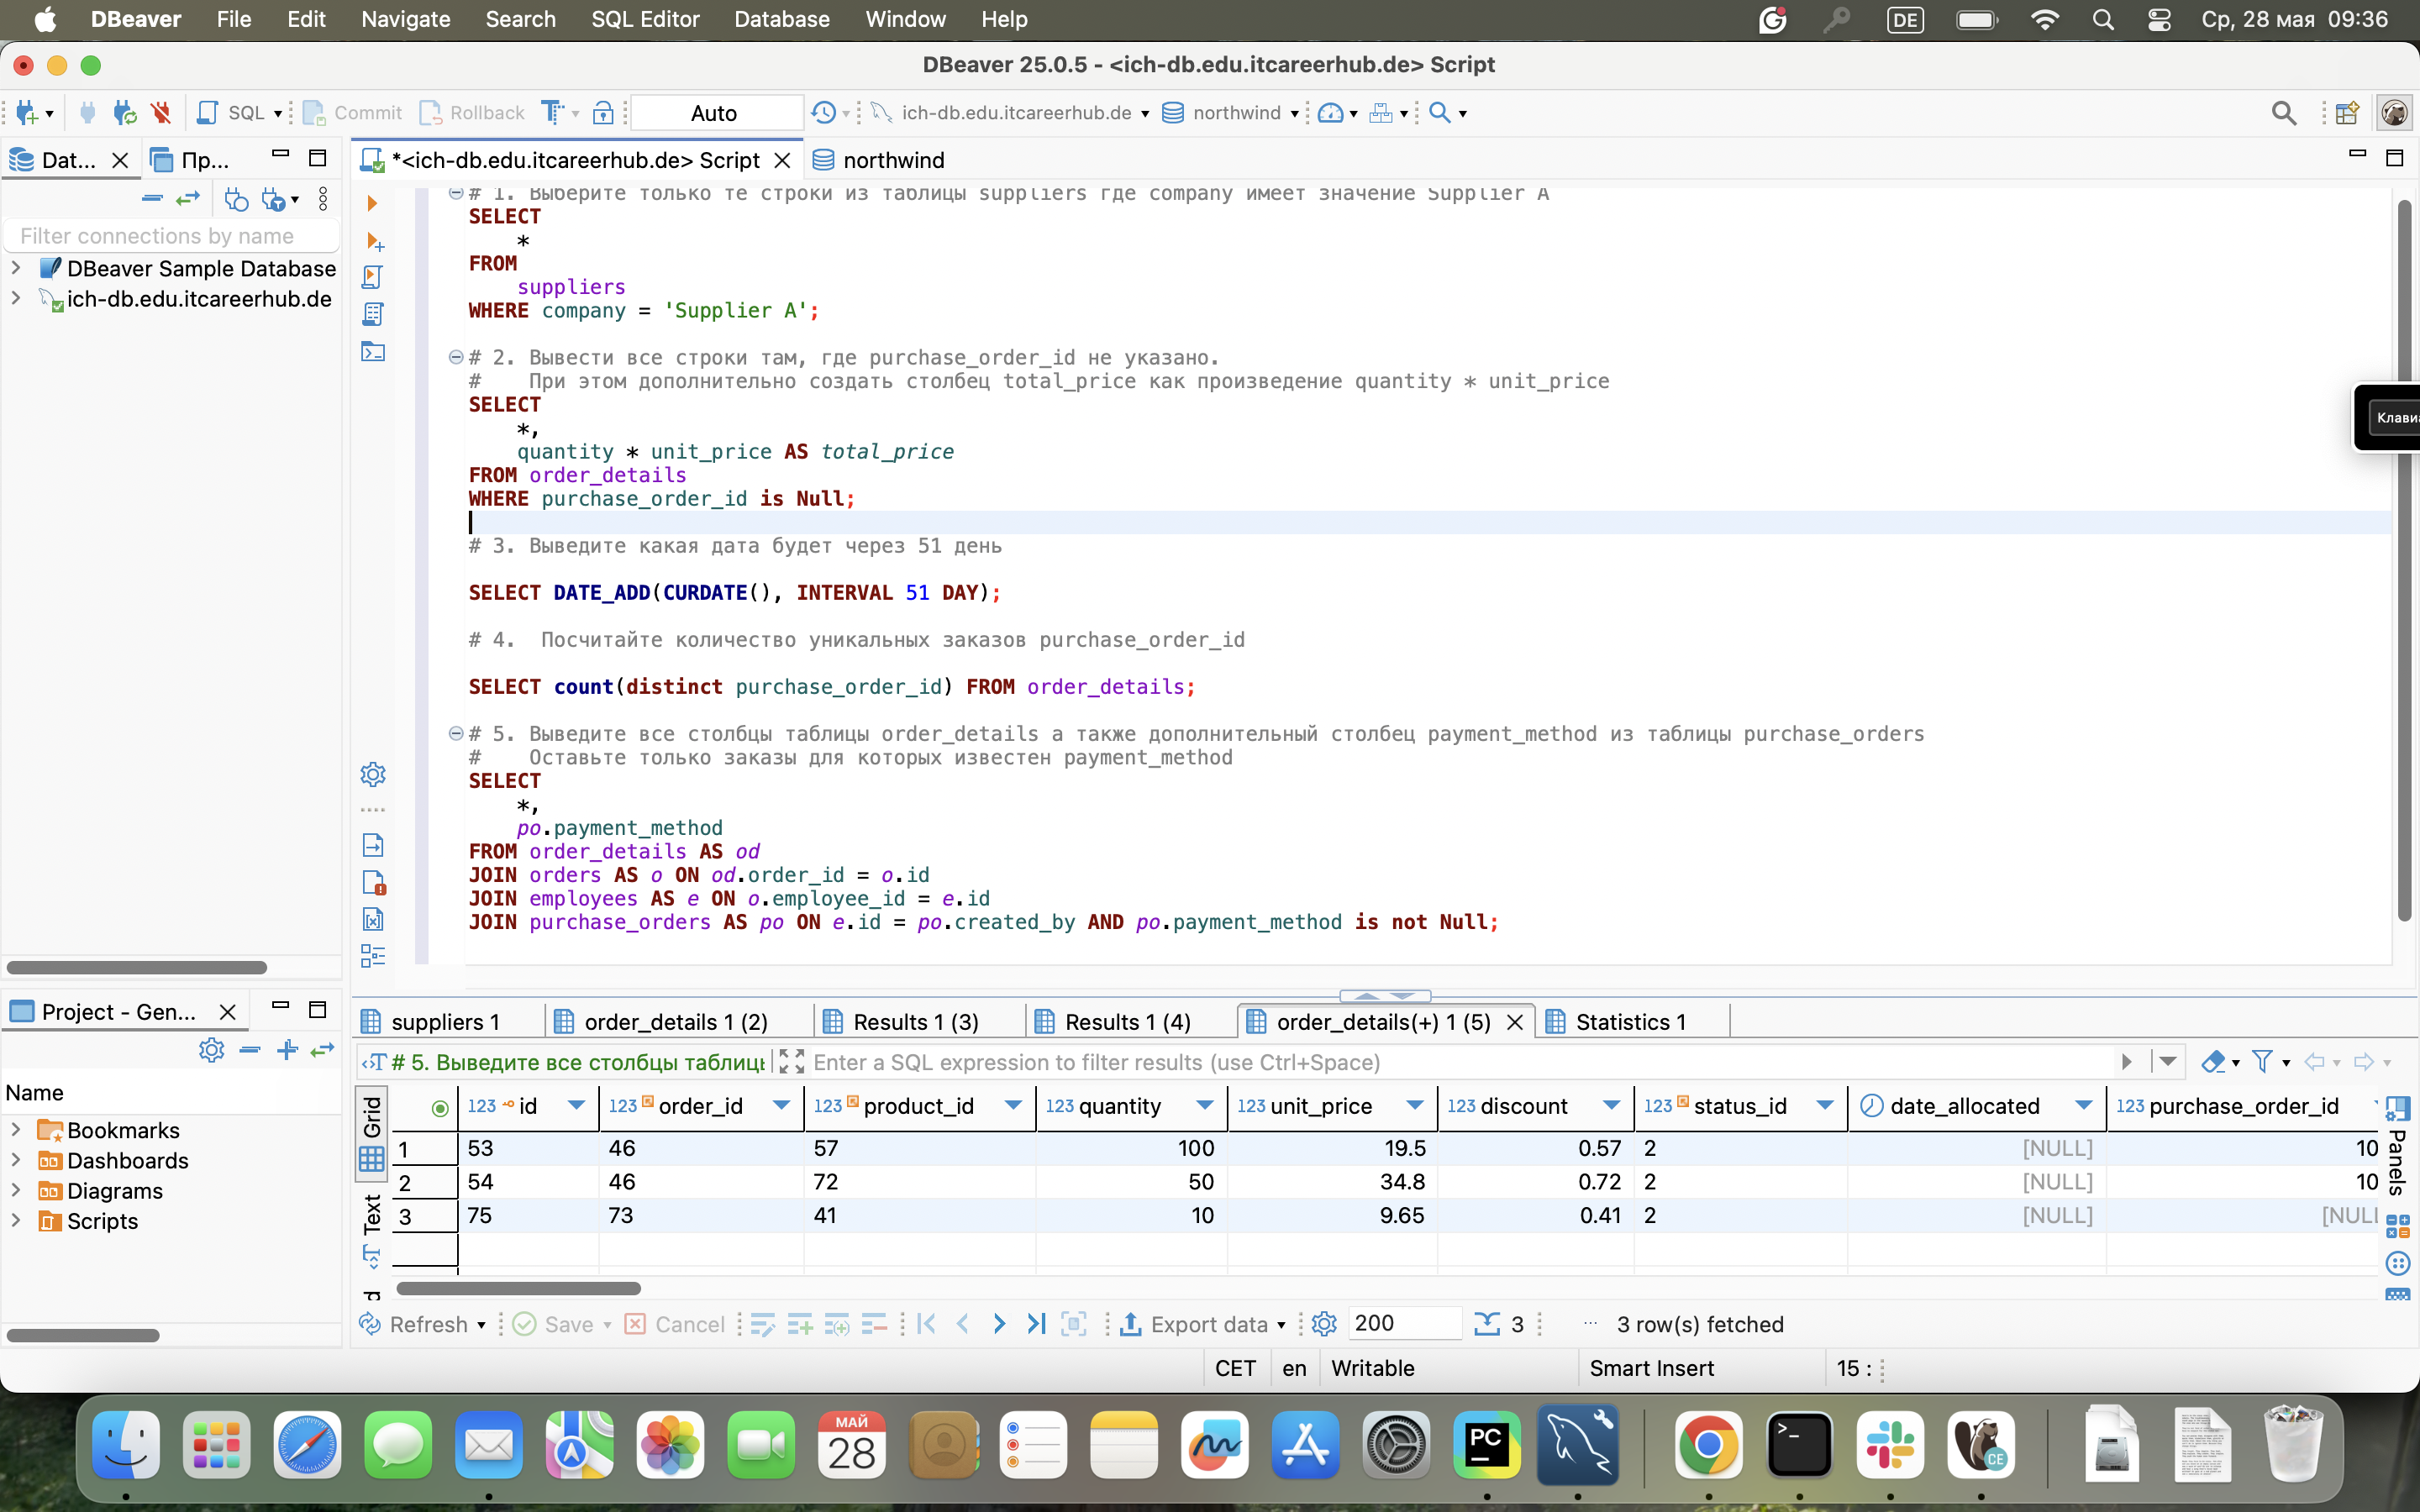 DBeaver File Edit Navigate Search SQL Editor Database Window Help DE Ср, 28 мая 09:36
DBeaver 25.0.5 - <ich-db.edu.itcareerhub.de> Script
SQL Commit Rollback Auto ich-db.edu.itcareerhub.de northwind
Dat... Пр... *<ich-db.edu.itcareerhub.de> Script northwind
Filter connections by name
DBeaver Sample Database
ich-db.edu.itcareerhub.de
# 1. Выберите только те строки из таблицы suppliers где company имеет значение Supplier A
SELECT
*
FROM
suppliers
WHERE company = 'Supplier A';
# 2. Вывести все строки там, где purchase_order_id не указано.
# При этом дополнительно создать столбец total_price как произведение quantity * unit_price
SELECT
*,
quantity * unit_price AS total_price
FROM order_details
WHERE purchase_order_id is Null;
# 3. Выведите какая дата будет через 51 день
SELECT DATE_ADD(CURDATE(), INTERVAL 51 DAY);
# 4. Посчитайте количество уникальных заказов purchase_order_id
SELECT count(distinct purchase_order_id) FROM order_details;
# 5. Выведите все столбцы таблицы order_details а также дополнительный столбец payment_method из таблицы purchase_orders
# Оставьте только заказы для которых известен payment_method
SELECT
*,
po.payment_method
FROM order_details AS od
JOIN orders AS o ON od.order_id = o.id
JOIN employees AS e ON o.employee_id = e.id
JOIN purchase_orders AS po ON e.id = po.created_by AND po.payment_method is not Null;
Project - Gen...
Name
Bookmarks
Dashboards
Diagrams
Scripts
suppliers 1 order_details 1 (2) Results 1 (3) Results 1 (4) order_details(+) 1 (5) Statistics 1
# 5. Выведите все столбцы таблиц Enter a SQL expression to filter results (use Ctrl+Space)
Grid
Text
Panels
123 id 123 order_id 123 product_id 123 quantity 123 unit_price 123 discount 123 status_id date_allocated 123 purchase_order_id
1 53 46 57 100 19.5 0.57 2 [NULL] 10
2 54 46 72 50 34.8 0.72 2 [NULL] 10
3 75 73 41 10 9.65 0.41 2 [NULL] [NULL
Refresh Save Cancel Export data 200 3 ... 3 row(s) fetched
CET en Writable Smart Insert 15 :
МАЙ
28
PC
CE